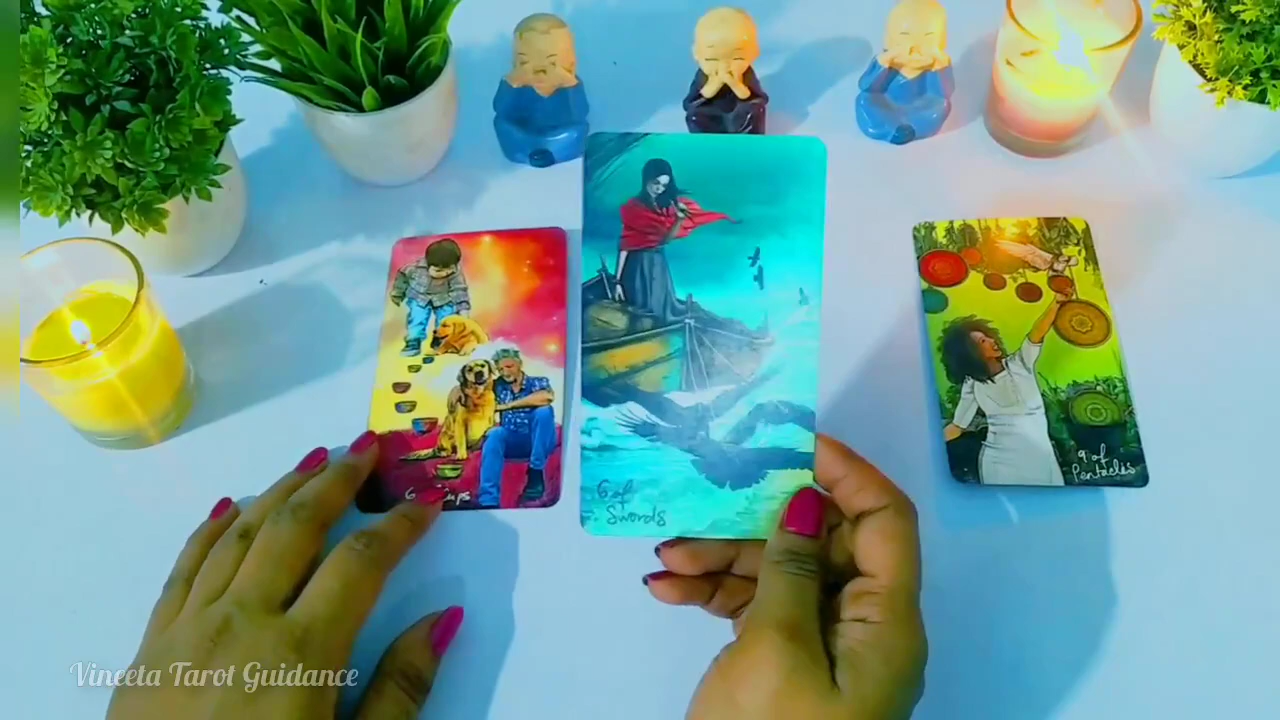 6 of
Swords
9 of
Pentacles
Vineeta Tarot Guidance